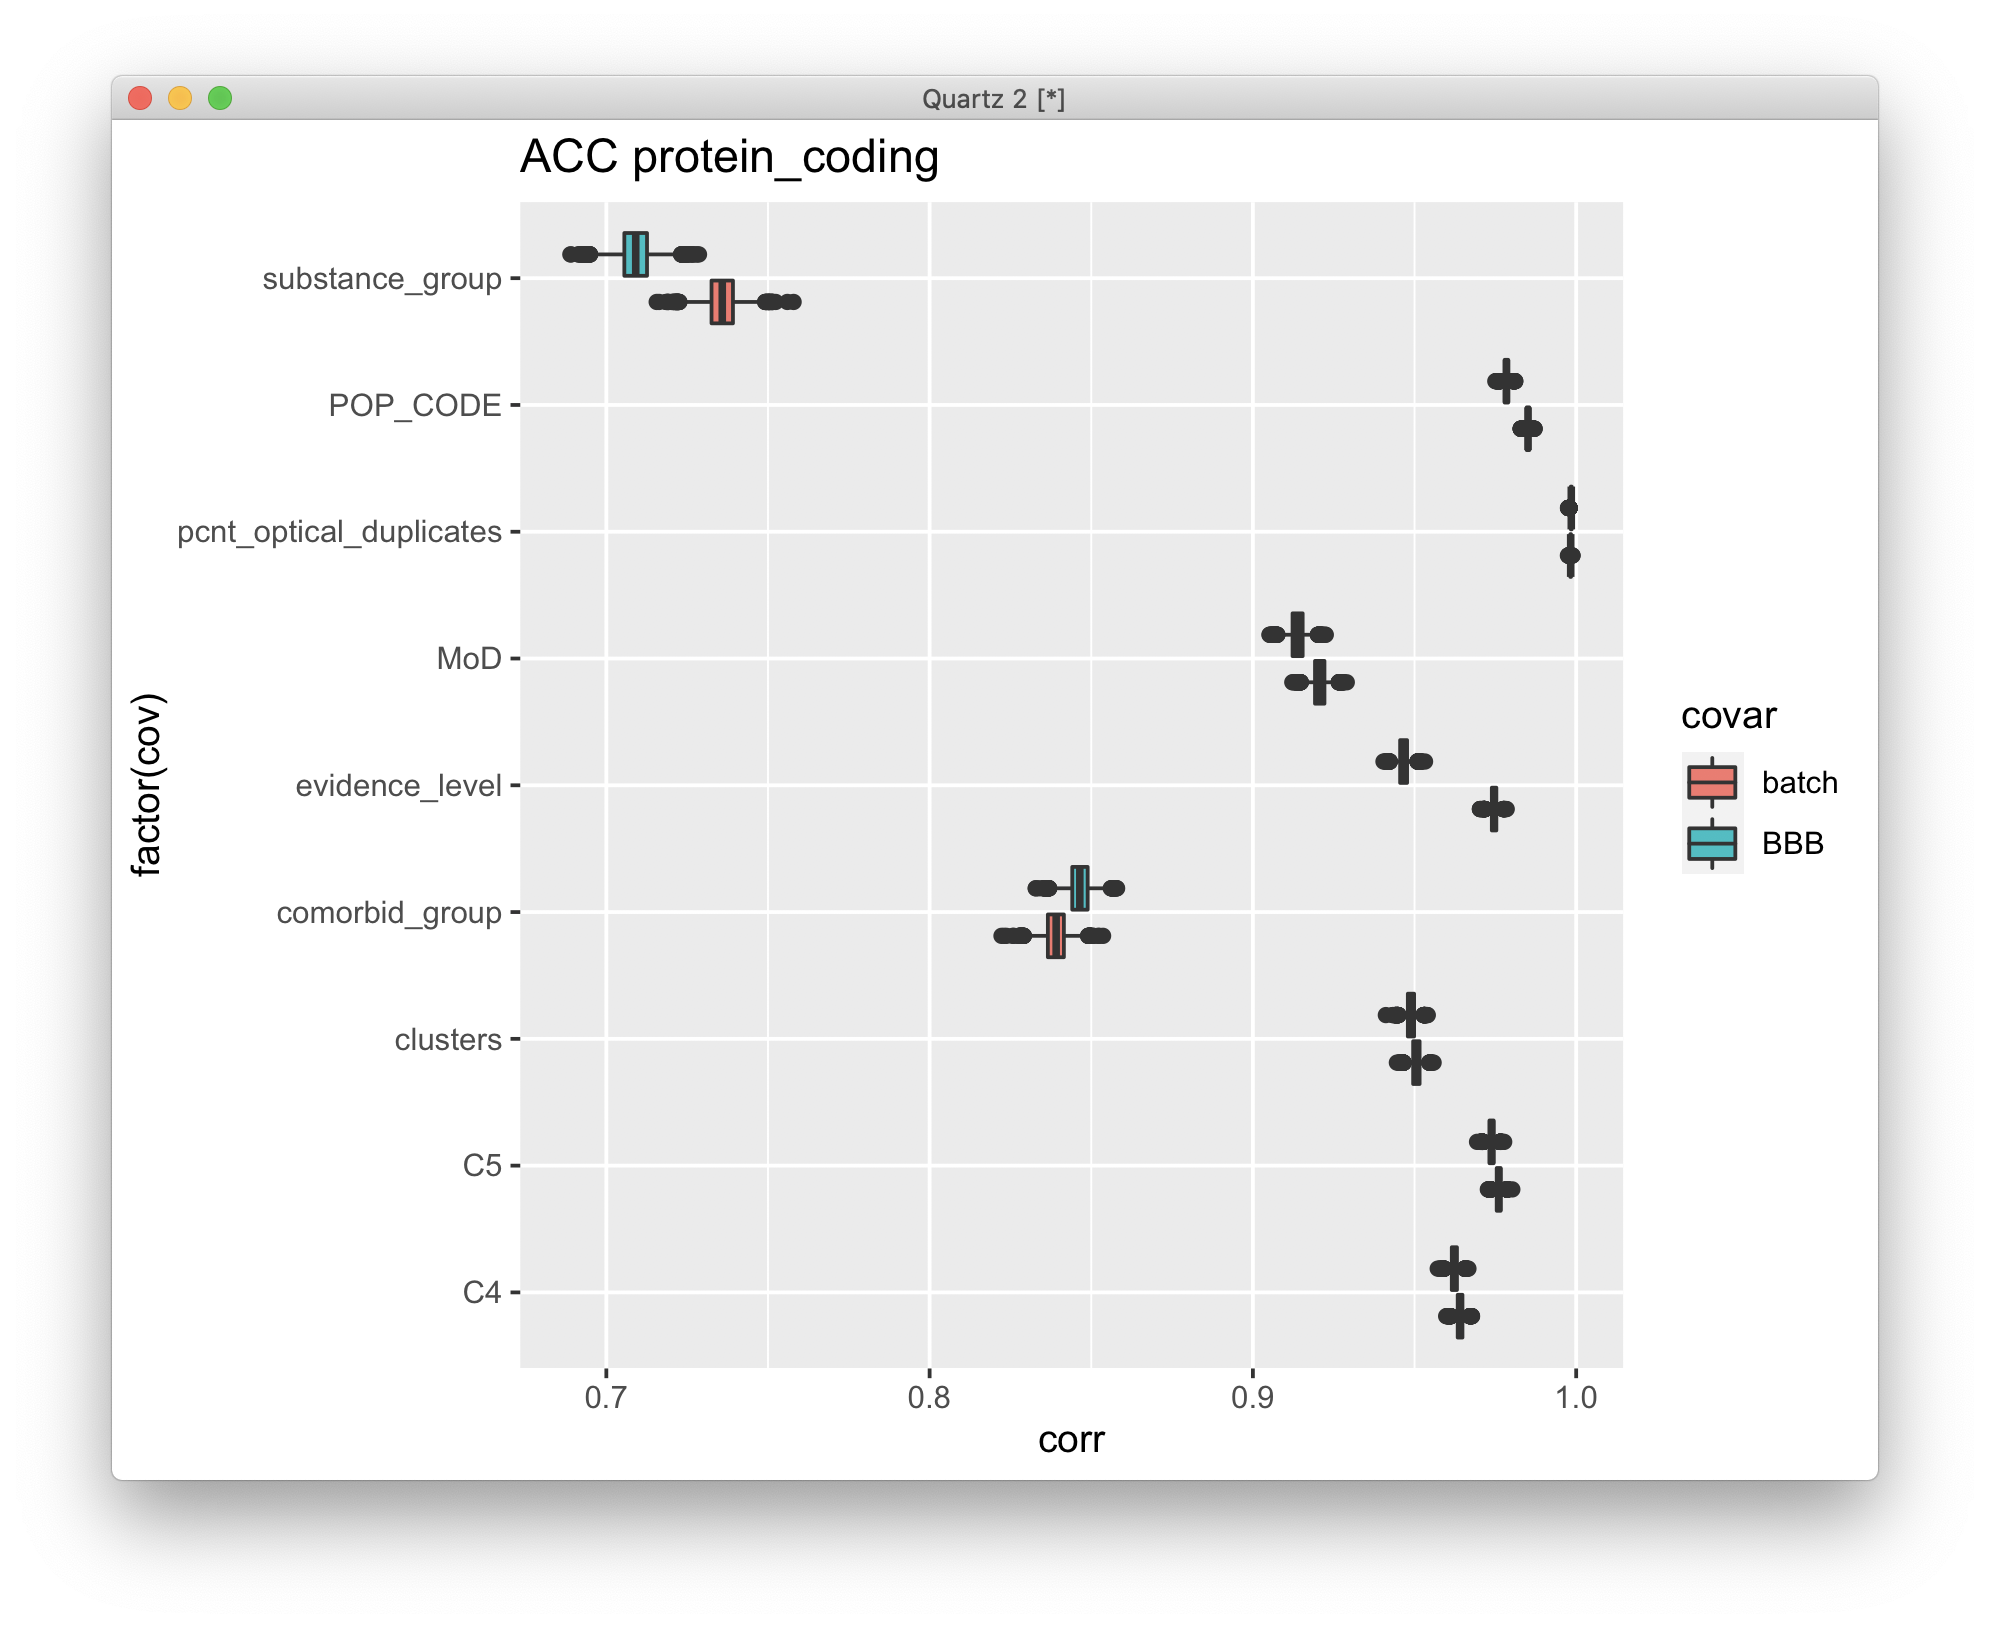 Quartz 2 [*]
ACC protein_coding
substance_group
POP_CODE
pcnt_optical_duplicates
MoD
evidence_level
comorbid_group
clusters
C5
C4
factor(cov)
0.7 0.8 0.9 1.0
corr
covar
batch
BBB